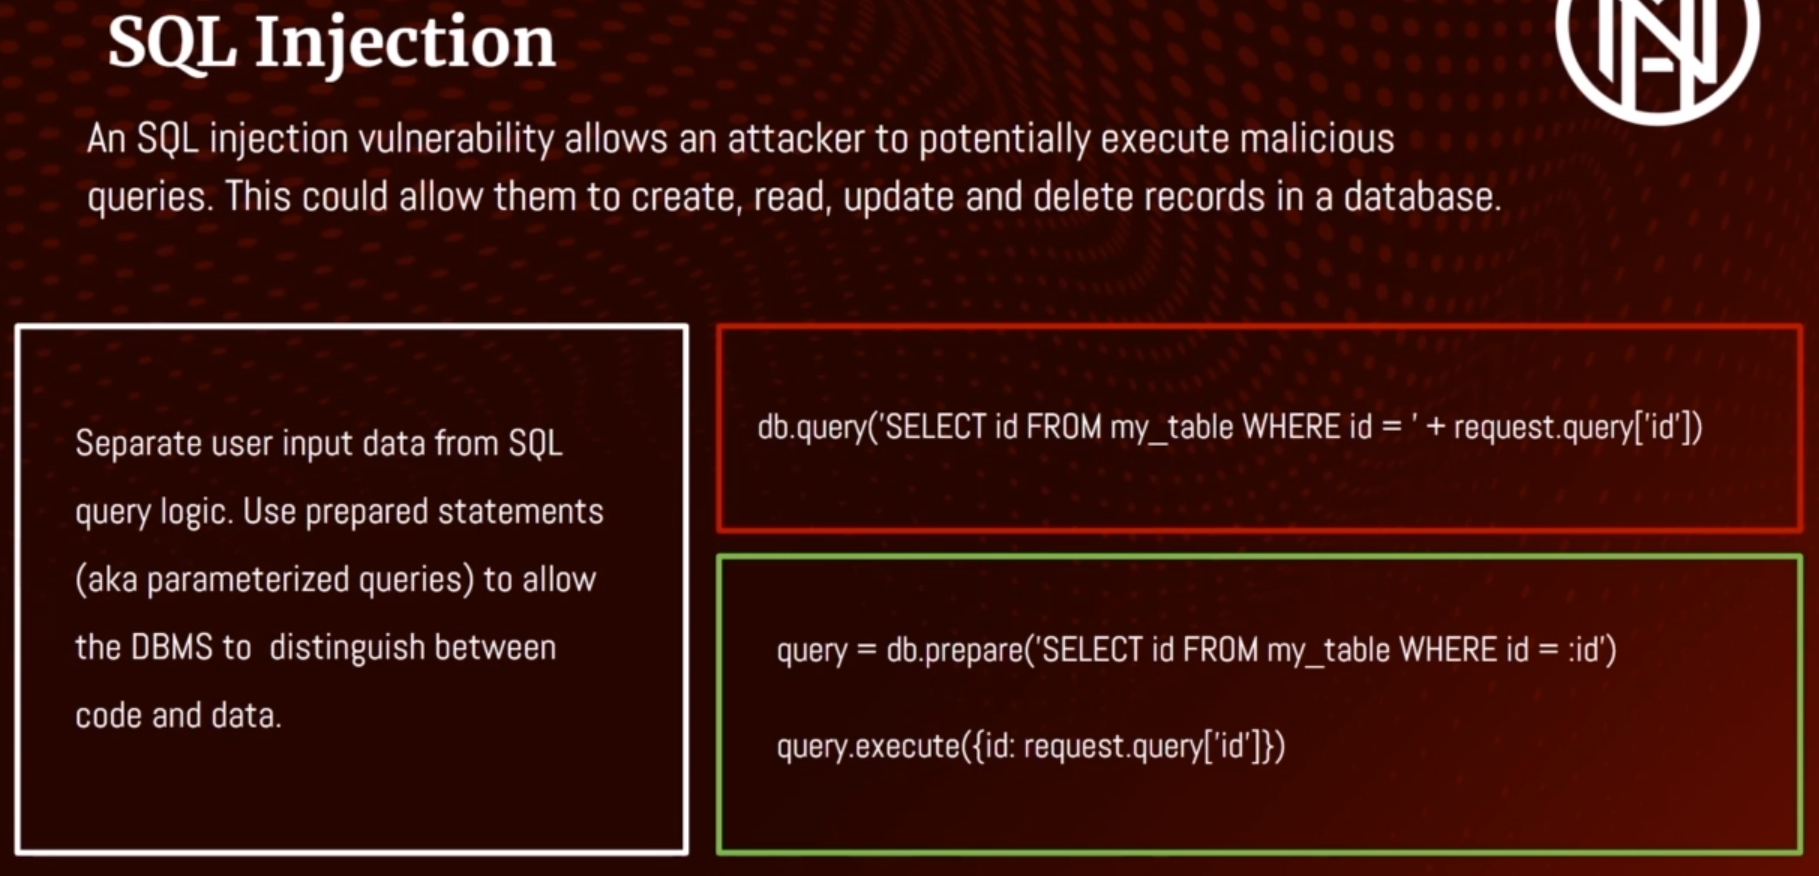 SQL Injection
An SQL injection vulnerability allows an attacker to potentially execute malicious
queries. This could allow them to create, read, update and delete records in a database.
Separate user input data from SQL
query logic. Use prepared statements
(aka parameterized queries) to allow
the DBMS to distinguish between
code and data.
db.query('SELECT id FROM my_table WHERE id = ' + request.query['id'])
query = db.prepare('SELECT id FROM my_table WHERE id = :id')
query.execute({id: request.query['id']})